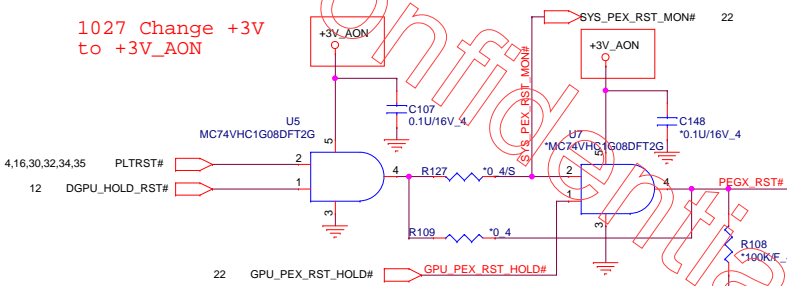 1027 Change +3V
to +3V_AON
+3V_AON
SYS_PEX_RST_MON#
22
+3V_AON
SYS_PEX_RST_MON#
C107
0.1U/16V_4
C148
*0.1U/16V_4
U5
MC74VHC1G08DFT2G
U7
*MC74VHC1G08DFT2G
5
5
4,16,30,32,34,35
PLTRST#
2
4
R127
*0_4/S
2
4
PEGX_RST#
12
DGPU_HOLD_RST#
1
1
3
3
R109
*0_4
R108
*100K/F_
22
GPU_PEX_RST_HOLD#
GPU_PEX_RST_HOLD#
onfidentia